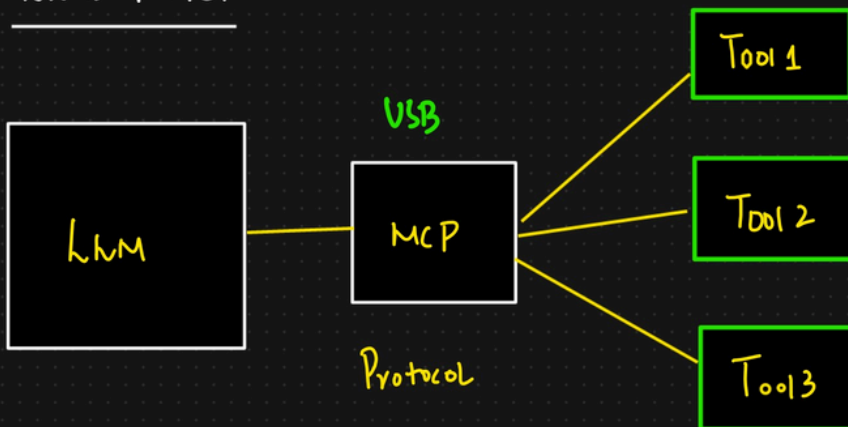 USB
LLM
MCP
Protocol
Tool 1
Tool 2
Tool 3